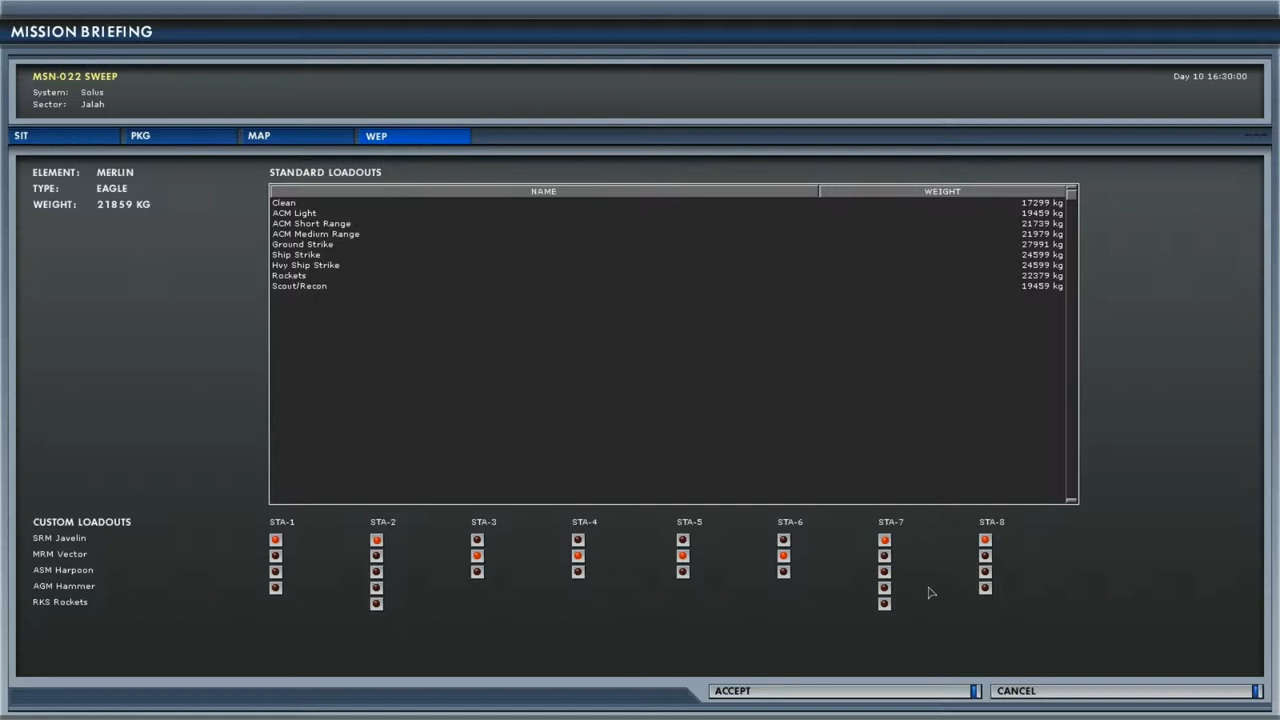 MISSION BRIEFING
MSN-022 SWEEP
Day 10 16:30:00
System: Solus
Sector: Jalah
SIT PKG MAP WEP
ELEMENT: MERLIN
TYPE: EAGLE
WEIGHT: 21859 KG
STANDARD LOADOUTS
NAME WEIGHT
Clean 17299 kg
ACM Light 19459 kg
ACM Short Range 21739 kg
ACM Medium Range 21979 kg
Ground Strike 27991 kg
Ship Strike 24599 kg
Hvy Ship Strike 24599 kg
Rockets 22379 kg
Scout/Recon 19459 kg
CUSTOM LOADOUTS STA-1 STA-2 STA-3 STA-4 STA-5 STA-6 STA-7 STA-8
SRM Javelin
MRM Vector
ASM Harpoon
AGM Hammer
RKS Rockets
ACCEPT CANCEL